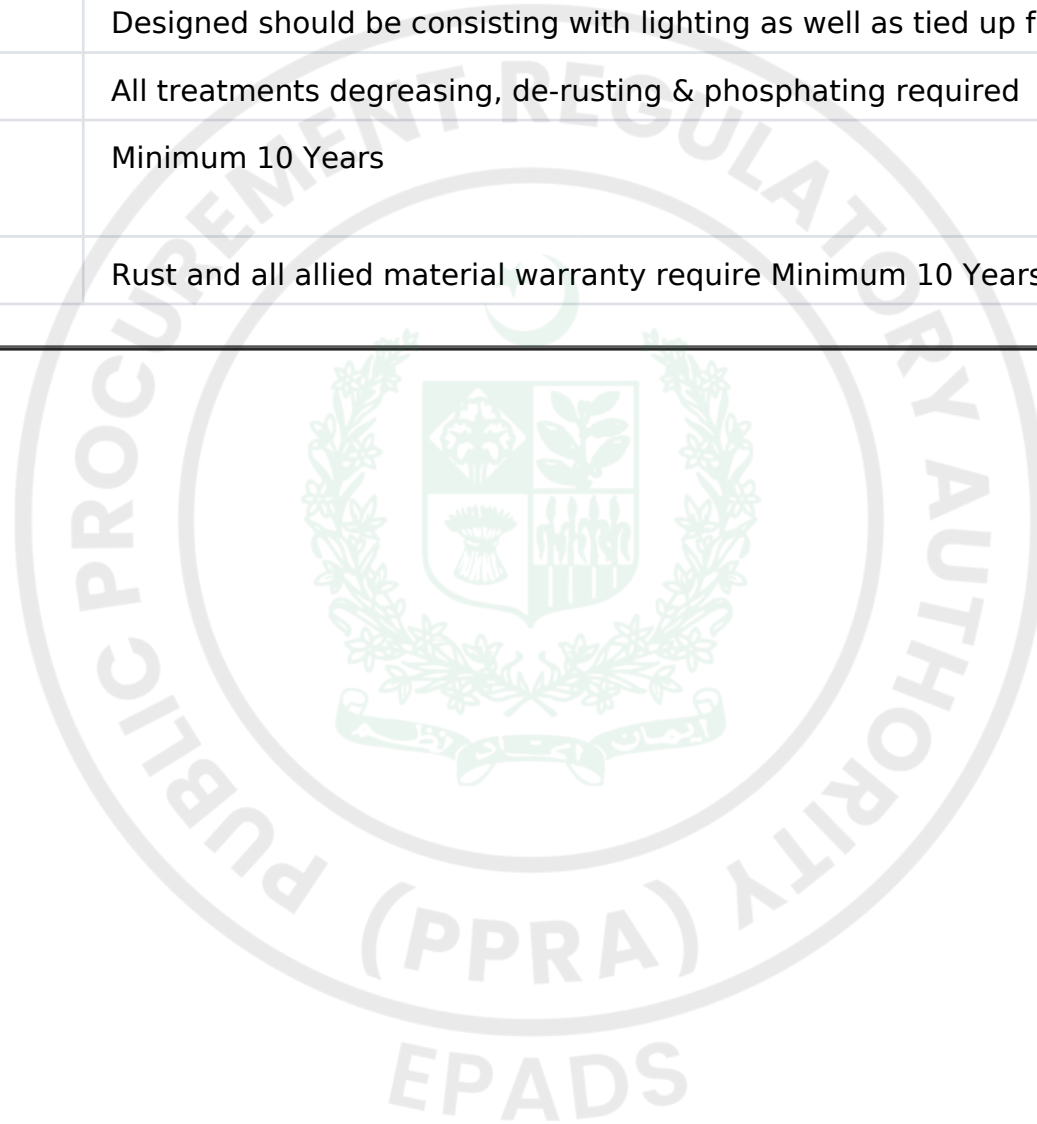 Designed should be consisting with lighting as well as tied up f
All treatments degreasing, de-rusting & phosphating required
Minimum 10 Years
Rust and all allied material warranty require Minimum 10 Years
PUBLIC PROCUREMENT REGULATORY AUTHORITY
(PPRA)
EPADS